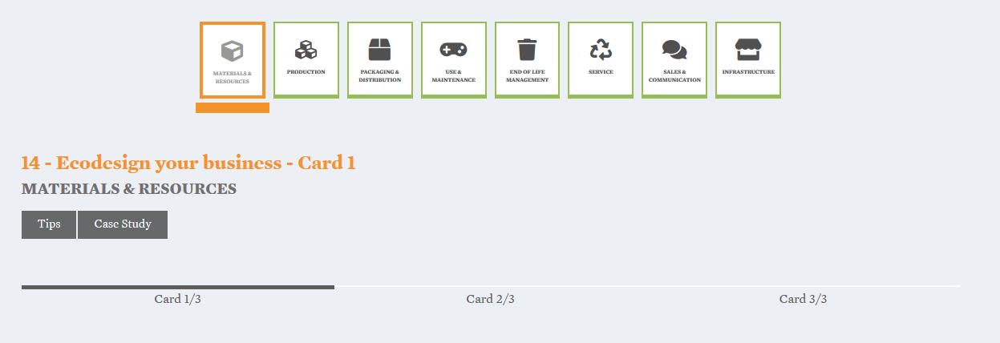 MATERIALS &
RESOURCES
PRODUCTION
PACKAGING &
DISTRIBUTION
USE &
MAINTENANCE
END OF LIFE
MANAGEMENT
SERVICE
SALES &
COMMUNICATION
INFRASTRUCTURE
14 - Ecodesign your business - Card 1
MATERIALS & RESOURCES
Tips
Case Study
Card 1/3
Card 2/3
Card 3/3